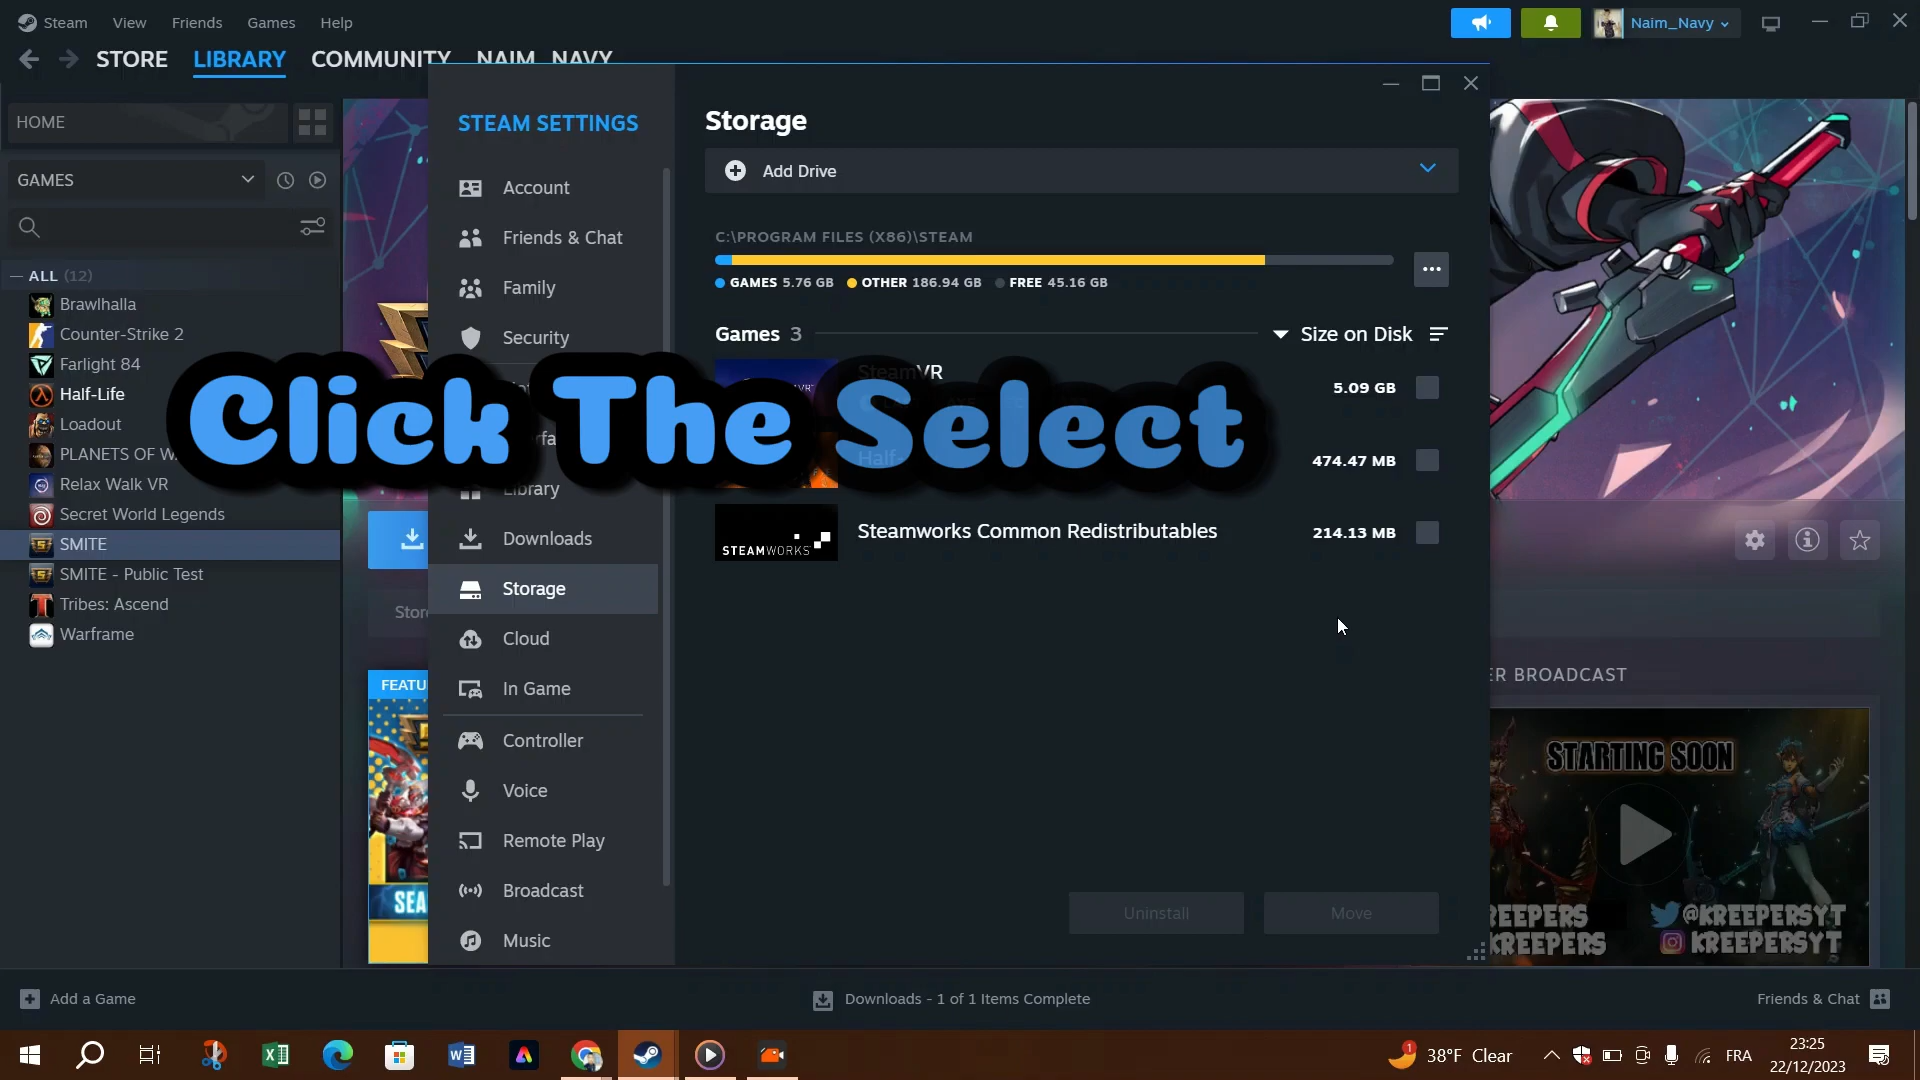 Steam View Friends Games Help
Naim_Navy
STORE LIBRARY COMMUNITY NAIM_NAVY
HOME
GAMES
ALL (12)
Brawlhalla
Counter-Strike 2
Farlight 84
Half-Life
Loadout
PLANETS OF W
Relax Walk VR
Secret World Legends
SMITE
SMITE - Public Test
Tribes: Ascend
Warframe
STEAM SETTINGS
Account
Friends & Chat
Family
Security
Library
Downloads
Storage
Cloud
In Game
Controller
Voice
Remote Play
Broadcast
Music
Storage
Add Drive
C:\PROGRAM FILES (X86)\STEAM
GAMES 5.76 GB OTHER 186.94 GB FREE 45.16 GB
Games 3 Size on Disk
SteamVR 5.09 GB
Half- 474.47 MB
STEAMWORKS Steamworks Common Redistributables 214.13 MB
Click The Select
Uninstall Move
Stor
FEATU
SEA
ER BROADCAST
STARTING SOON
REEPERS @KREEPERSYT
KREEPERS KREEPERSYT
Add a Game Downloads - 1 of 1 Items Complete Friends & Chat
1 38°F Clear FRA 23:25
22/12/2023